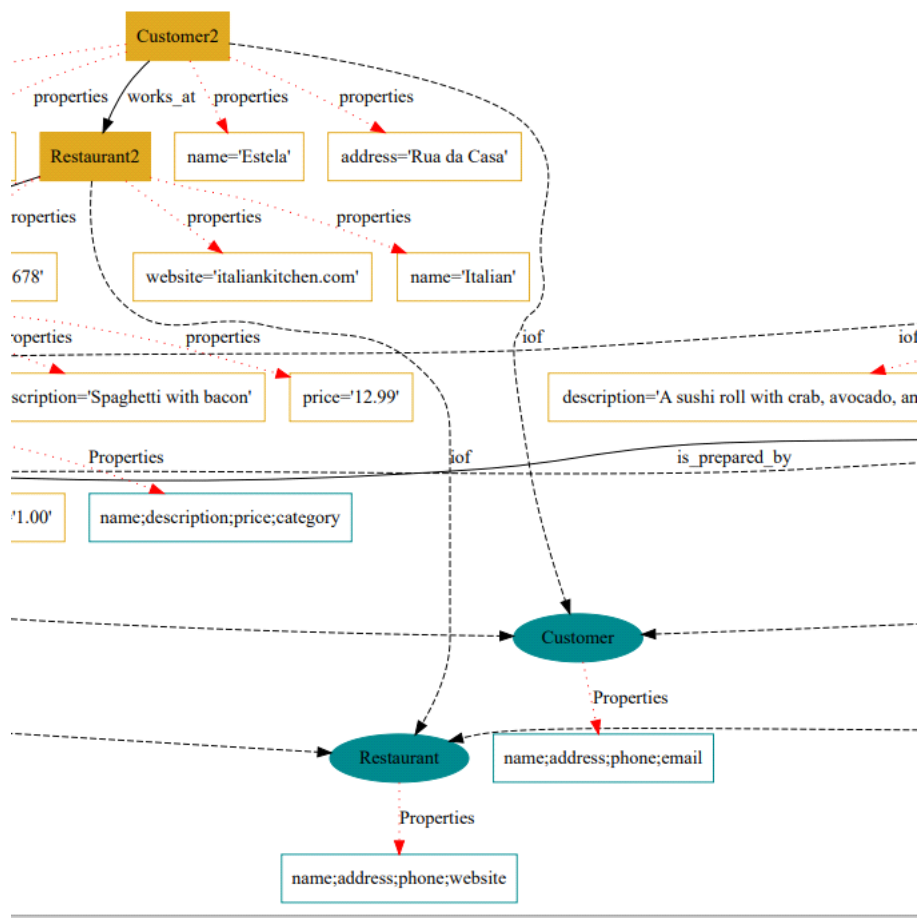 Customer2
properties
works_at
properties
properties
Restaurant2
name='Estela'
address='Rua da Casa'
properties
properties
properties
678'
website='italiankitchen.com'
name='Italian'
roperties
properties
iof
iof
scription='Spaghetti with bacon'
price='12.99'
description='A sushi roll with crab, avocado, an
Properties
iof
is_prepared_by
='1.00'
name;description;price;category
Customer
Properties
Restaurant
name;address;phone;email
Properties
name;address;phone;website